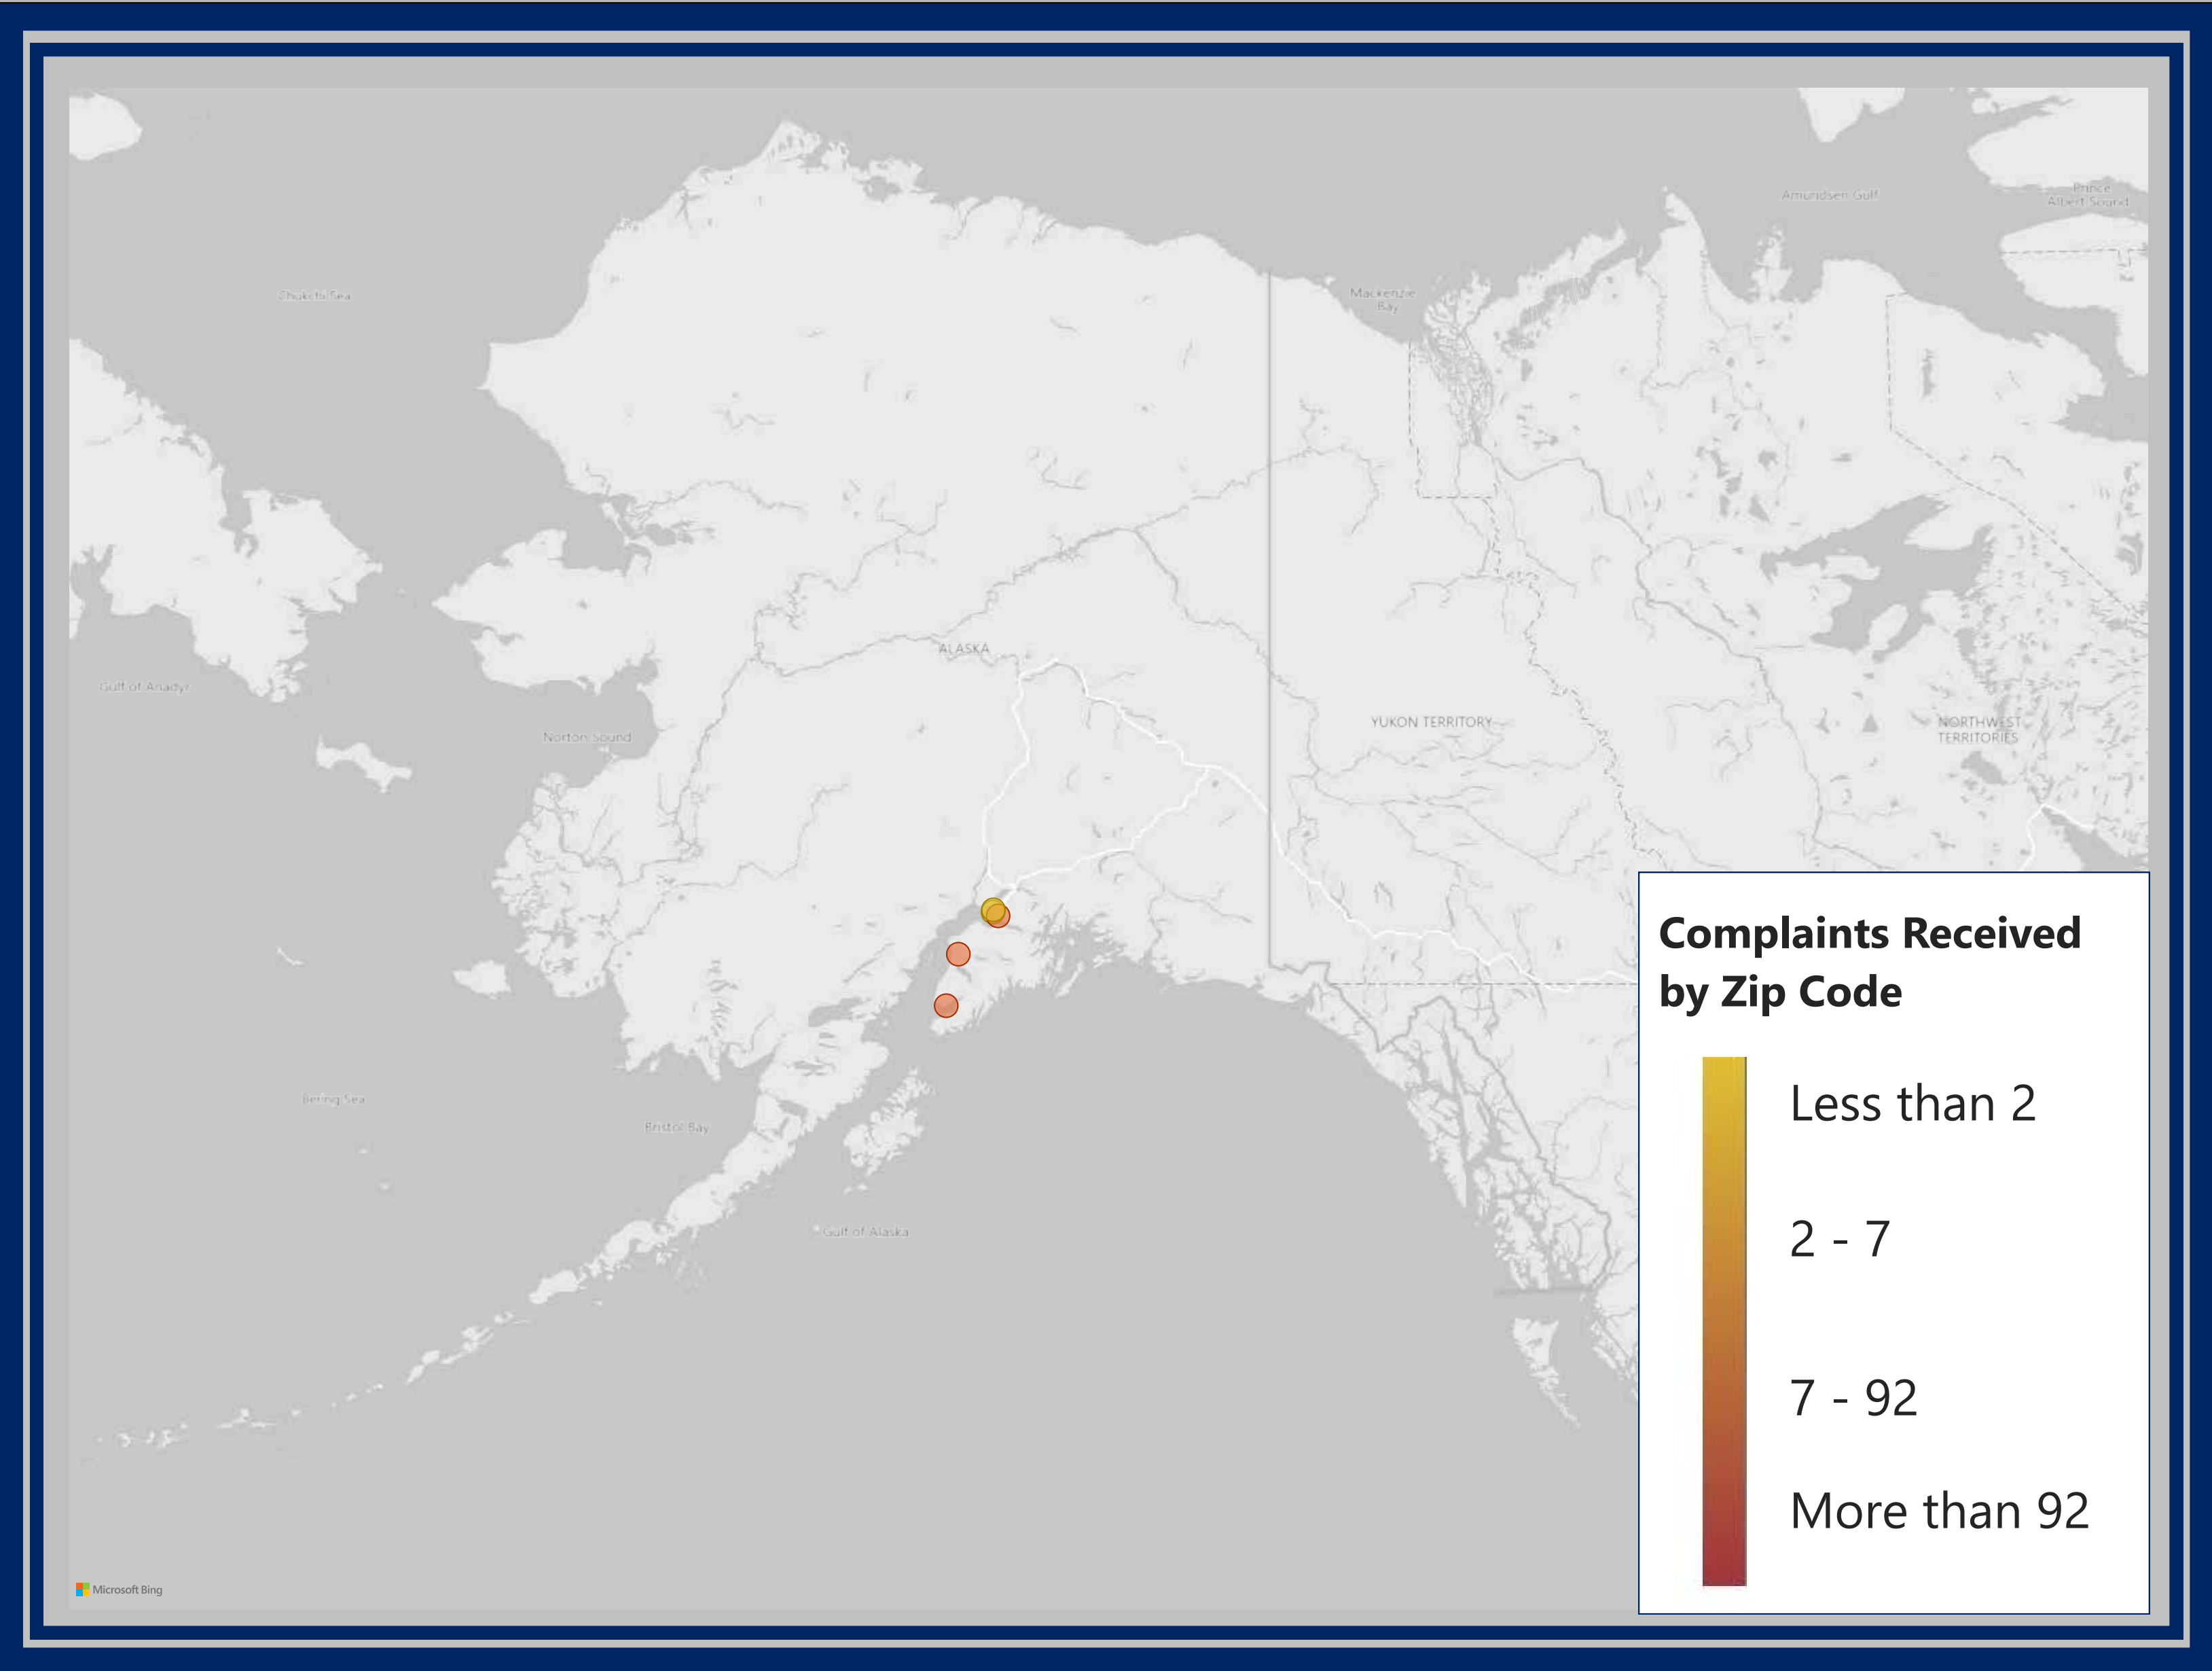 Amundsen Gulf
Prince
Albert Sound
Chukchi Sea
Mackenzie
Bay
ALASKA
Gulf of Anadyr
Norton Sound
YUKON TERRITORY
NORTHWEST
TERRITORIES
Complaints Received
by Zip Code
Less than 2
2 - 7
7 - 92
More than 92
Bering Sea
Bristol Bay
Gulf of Alaska
Microsoft Bing